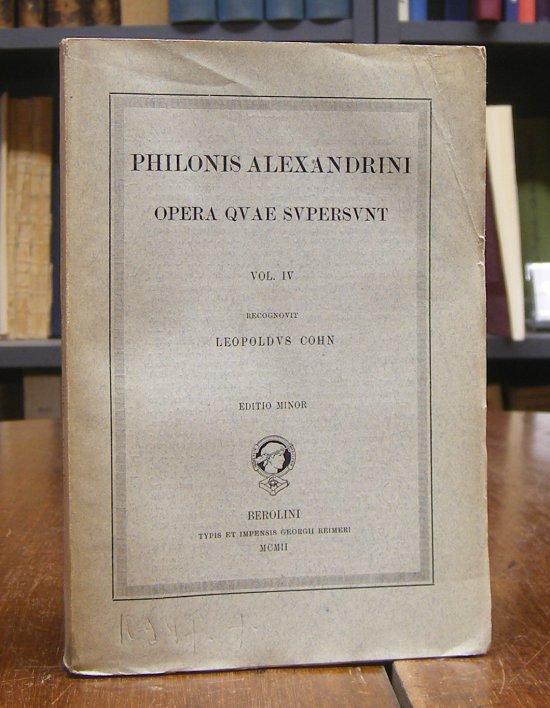 PHILONIS ALEXANDRINI
OPERA QVAE SVPERSVNT
VOL. IV
RECOGNOVIT
LEOPOLDVS COHN
EDITIO MINOR
BEROLINI
TYPIS ET IMPENSIS GEORGII REIMERI
MCMII